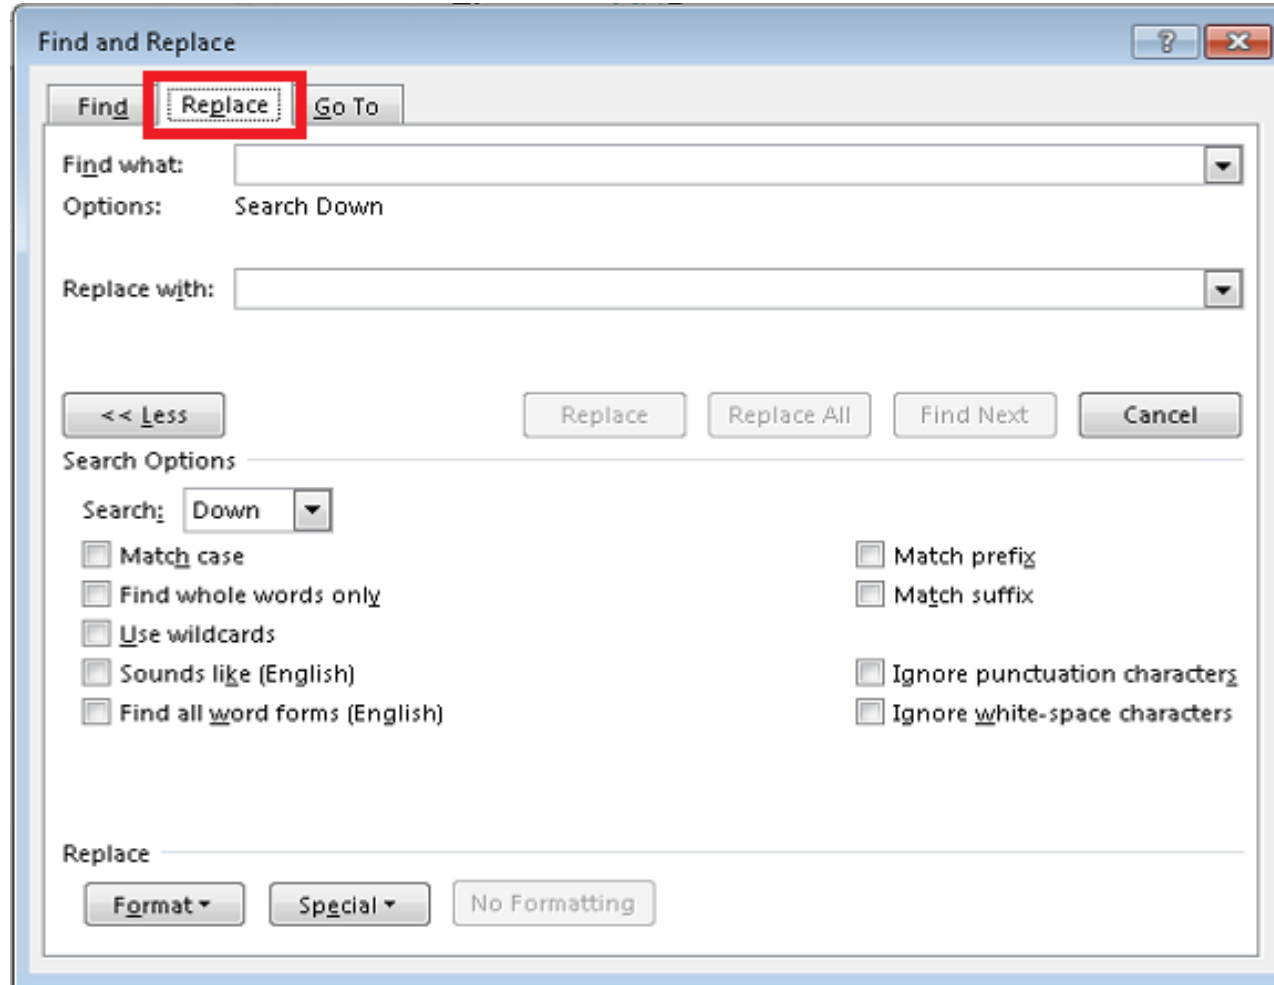 Find and Replace
Find Replace Go To
Find what:
Options: Search Down
Replace with:
<< Less Replace Replace All Find Next Cancel
Search Options
Search: Down
Match case Match prefix
Find whole words only Match suffix
Use wildcards
Sounds like (English) Ignore punctuation characters
Find all word forms (English) Ignore white-space characters
Replace
Format Special No Formatting